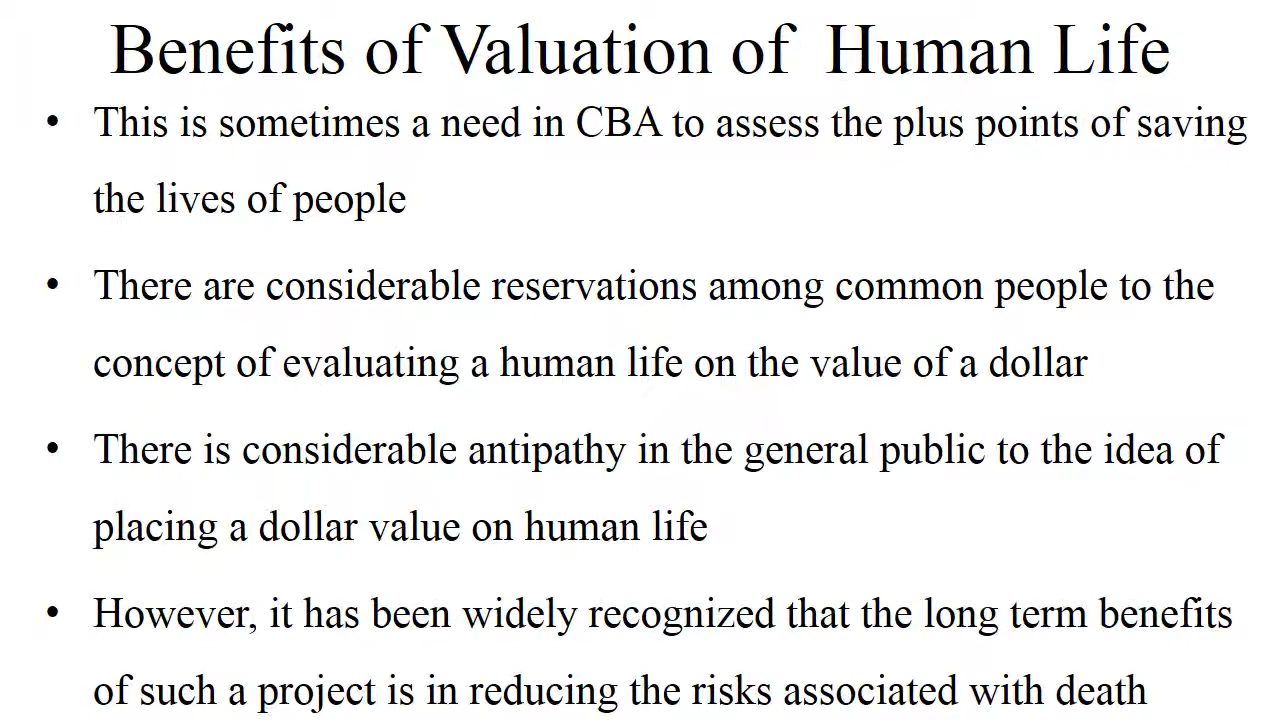 Benefits of Valuation of Human Life
• This is sometimes a need in CBA to assess the plus points of saving
the lives of people
• There are considerable reservations among common people to the
concept of evaluating a human life on the value of a dollar
• There is considerable antipathy in the general public to the idea of
placing a dollar value on human life
• However, it has been widely recognized that the long term benefits
of such a project is in reducing the risks associated with death